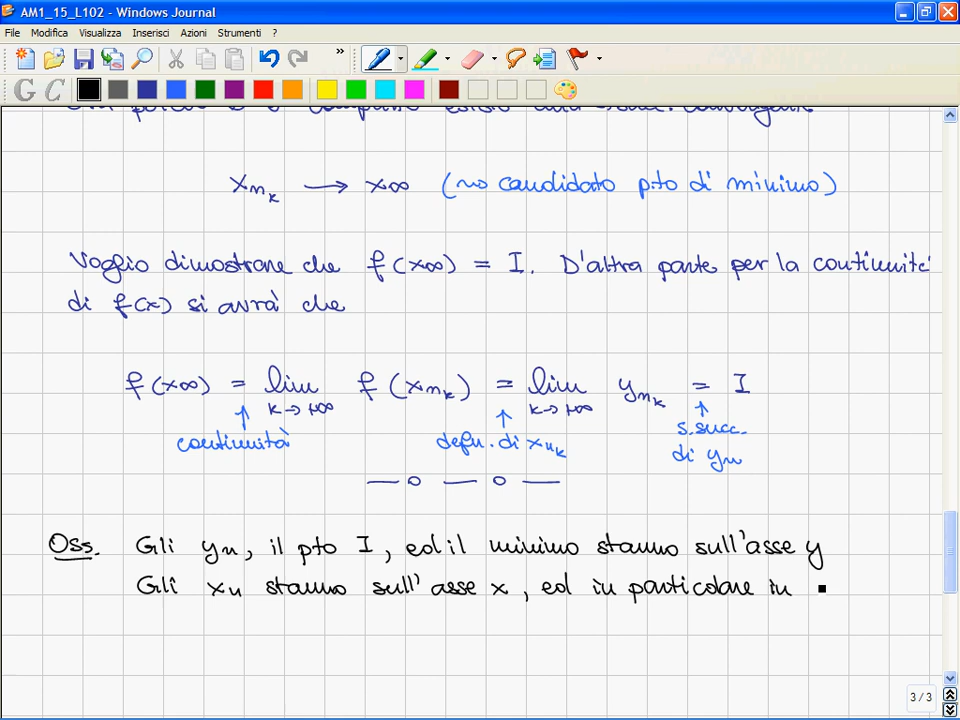 AM1_15_L102 - Windows Journal
File Modifica Visualizza Inserisci Azioni Strumenti ?
x_{n_k} → x∞ (~> candidato p.to di minimo)
Voglio dimostrare che f(x∞) = I. D'altra parte per la continuità
di f(x) si avrà che
f(x∞) = lim_{k→+∞} f(x_{n_k}) = lim_{k→+∞} y_{n_k} = I
↑ continuità ↑ defn. di x_{n_k} ↑ s.succ. di y_n
— o — o —
Oss. Gli y_n, il pto I, ed il minimo stanno sull'asse y
Gli x_n stanno sull'asse x, ed in particolare in
3 / 3